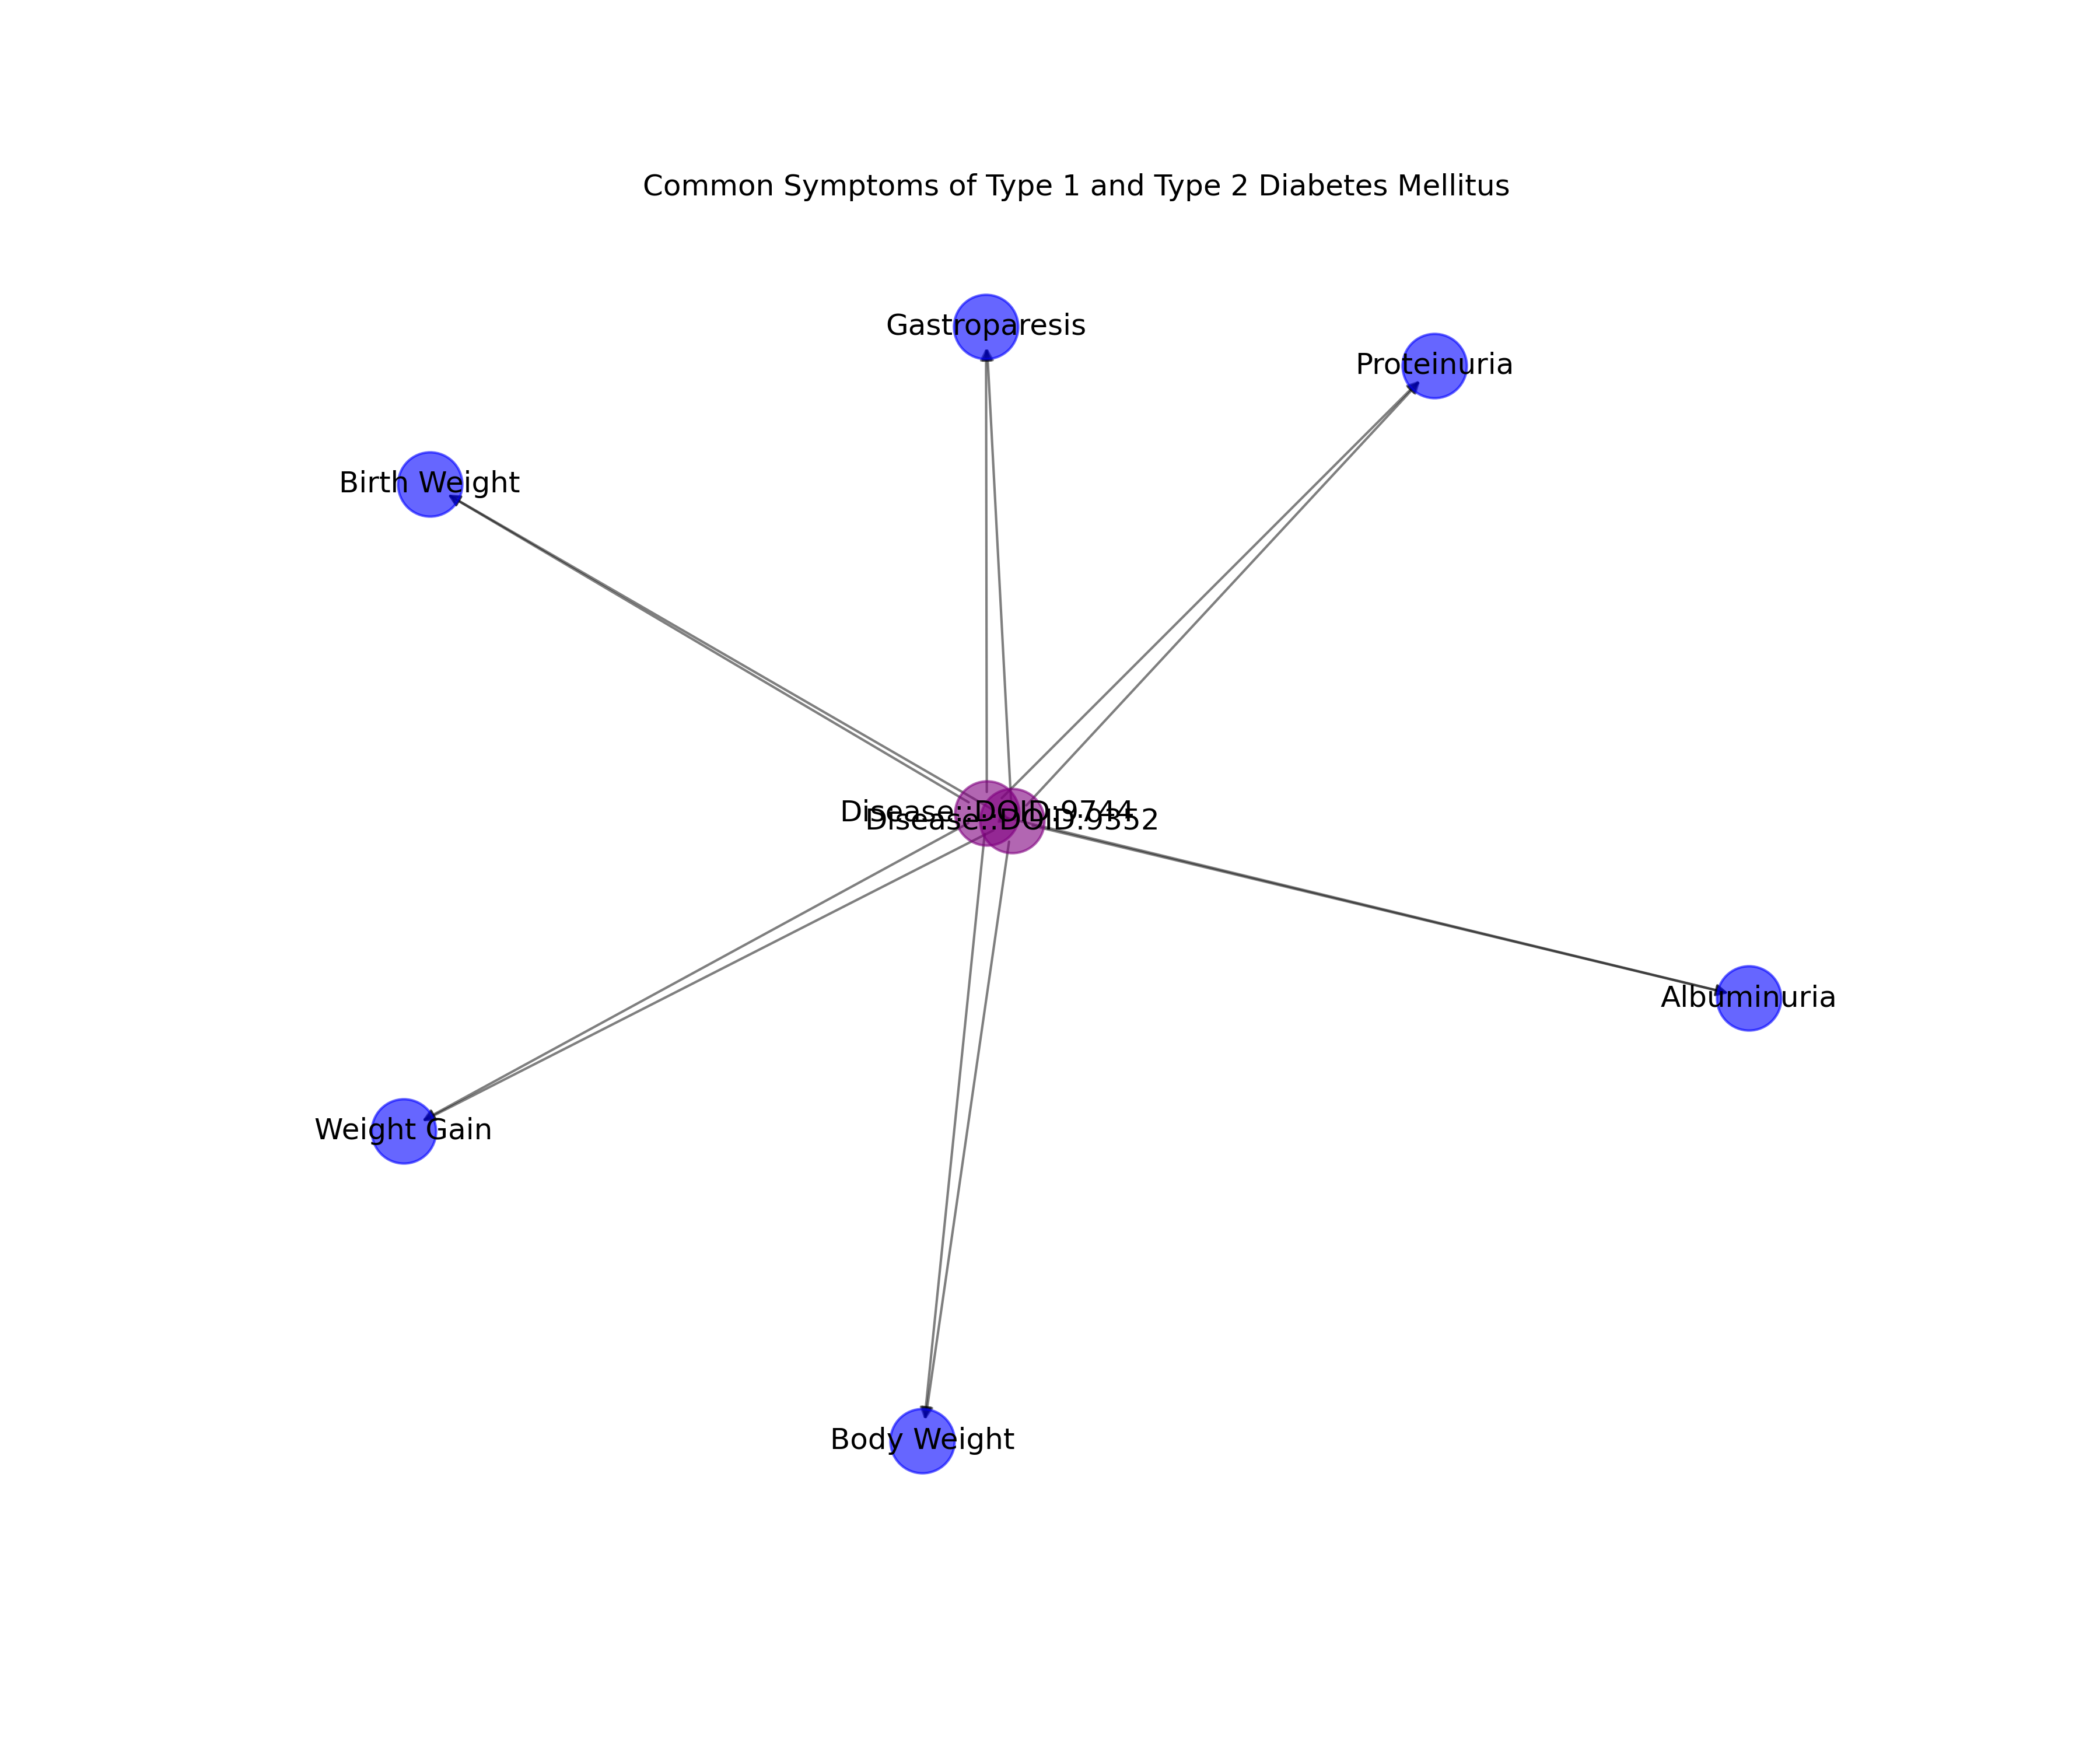 Common Symptoms of Type 1 and Type 2 Diabetes Mellitus
Gastroparesis
Proteinuria
Birth Weight
Disease::DOID:9744
Disease::DOID:9352
Albuminuria
Weight Gain
Body Weight